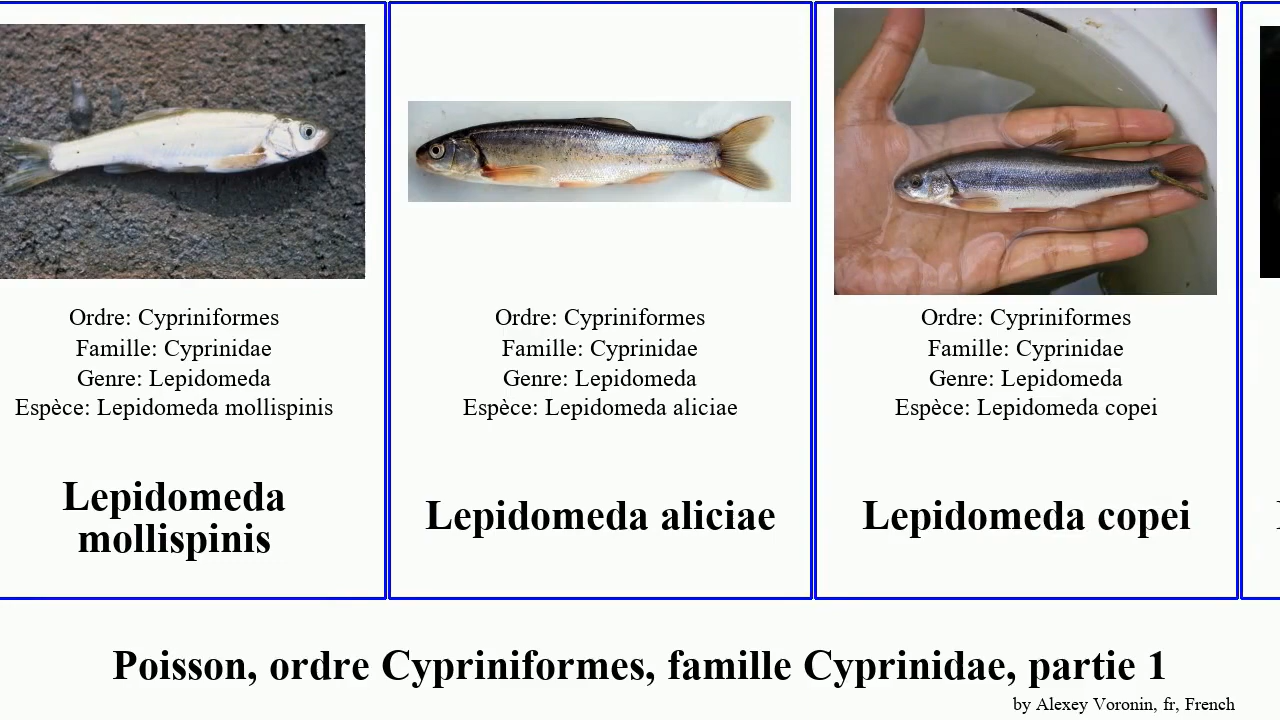 Ordre: Cypriniformes
Famille: Cyprinidae
Genre: Lepidomeda
Espèce: Lepidomeda mollispinis
Lepidomeda
mollispinis
Ordre: Cypriniformes
Famille: Cyprinidae
Genre: Lepidomeda
Espèce: Lepidomeda aliciae
Lepidomeda aliciae
Ordre: Cypriniformes
Famille: Cyprinidae
Genre: Lepidomeda
Espèce: Lepidomeda copei
Lepidomeda copei
Poisson, ordre Cypriniformes, famille Cyprinidae, partie 1
by Alexey Voronin, fr, French